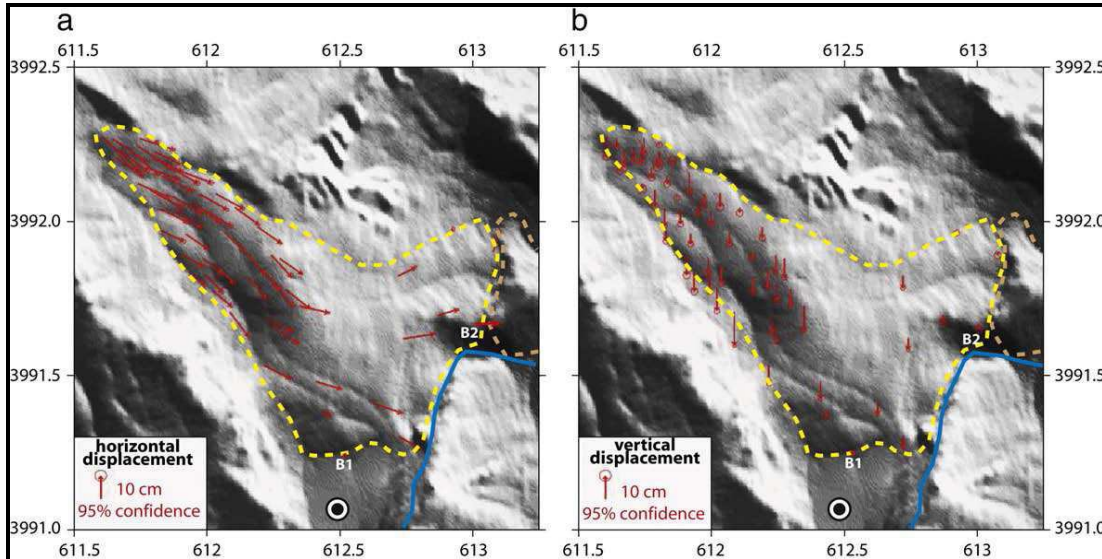 a
b
611.5 612 612.5 613
611.5 612 612.5 613
3992.5
3992.5
3992.0
3992.0
3991.5
3991.5
3991.0
3991.0
B2
B1
horizontal
displacement
10 cm
95% confidence
B2
B1
vertical
displacement
10 cm
95% confidence
611.5 612 612.5 613
611.5 612 612.5 613